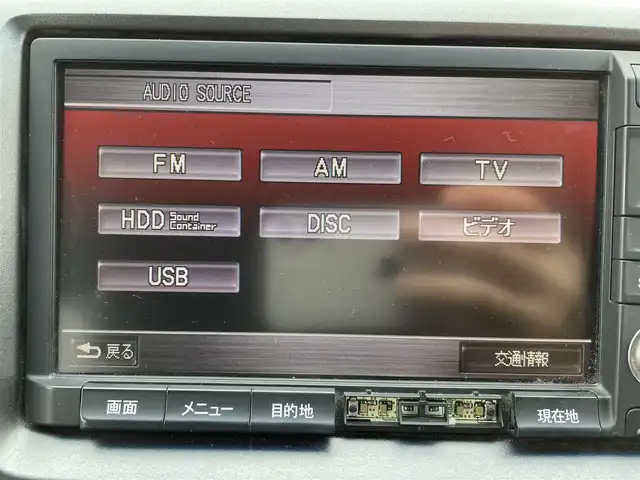 AUDIO SOURCE
FM AM TV
HDD Sound Container DISC ビデオ
USB
戻る 交通情報
画面 メニュー 目的地 現在地